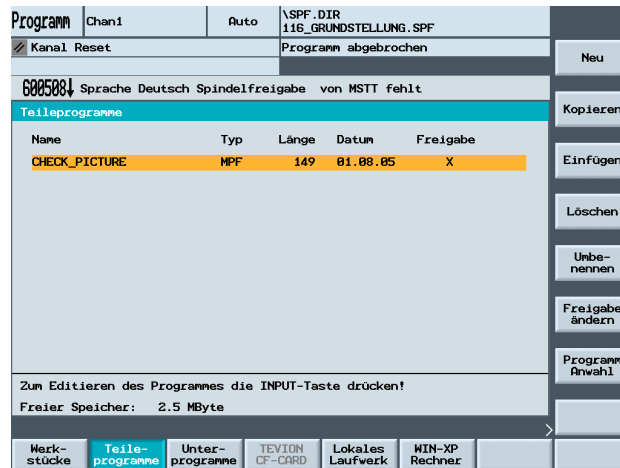 Programm Chan1 Auto \SPF.DIR
116_GRUNDSTELLUNG.SPF
Kanal Reset Programm abgebrochen
600508↓ Sprache Deutsch Spindelfreigabe von MSTT fehlt
Teileprogramme
Name Typ Länge Datum Freigabe
CHECK_PICTURE MPF 149 01.08.05 X
Zum Editieren des Programmes die INPUT-Taste drücken!
Freier Speicher: 2.5 MByte
>
Neu
Kopieren
Einfügen
Löschen
Umbe-
nennen
Freigabe
ändern
Programm
Anwahl
Werk-
stücke
Teile-
programme
Unter-
programme
TEVION
CF-CARD
Lokales
Laufwerk
WIN-XP
Rechner